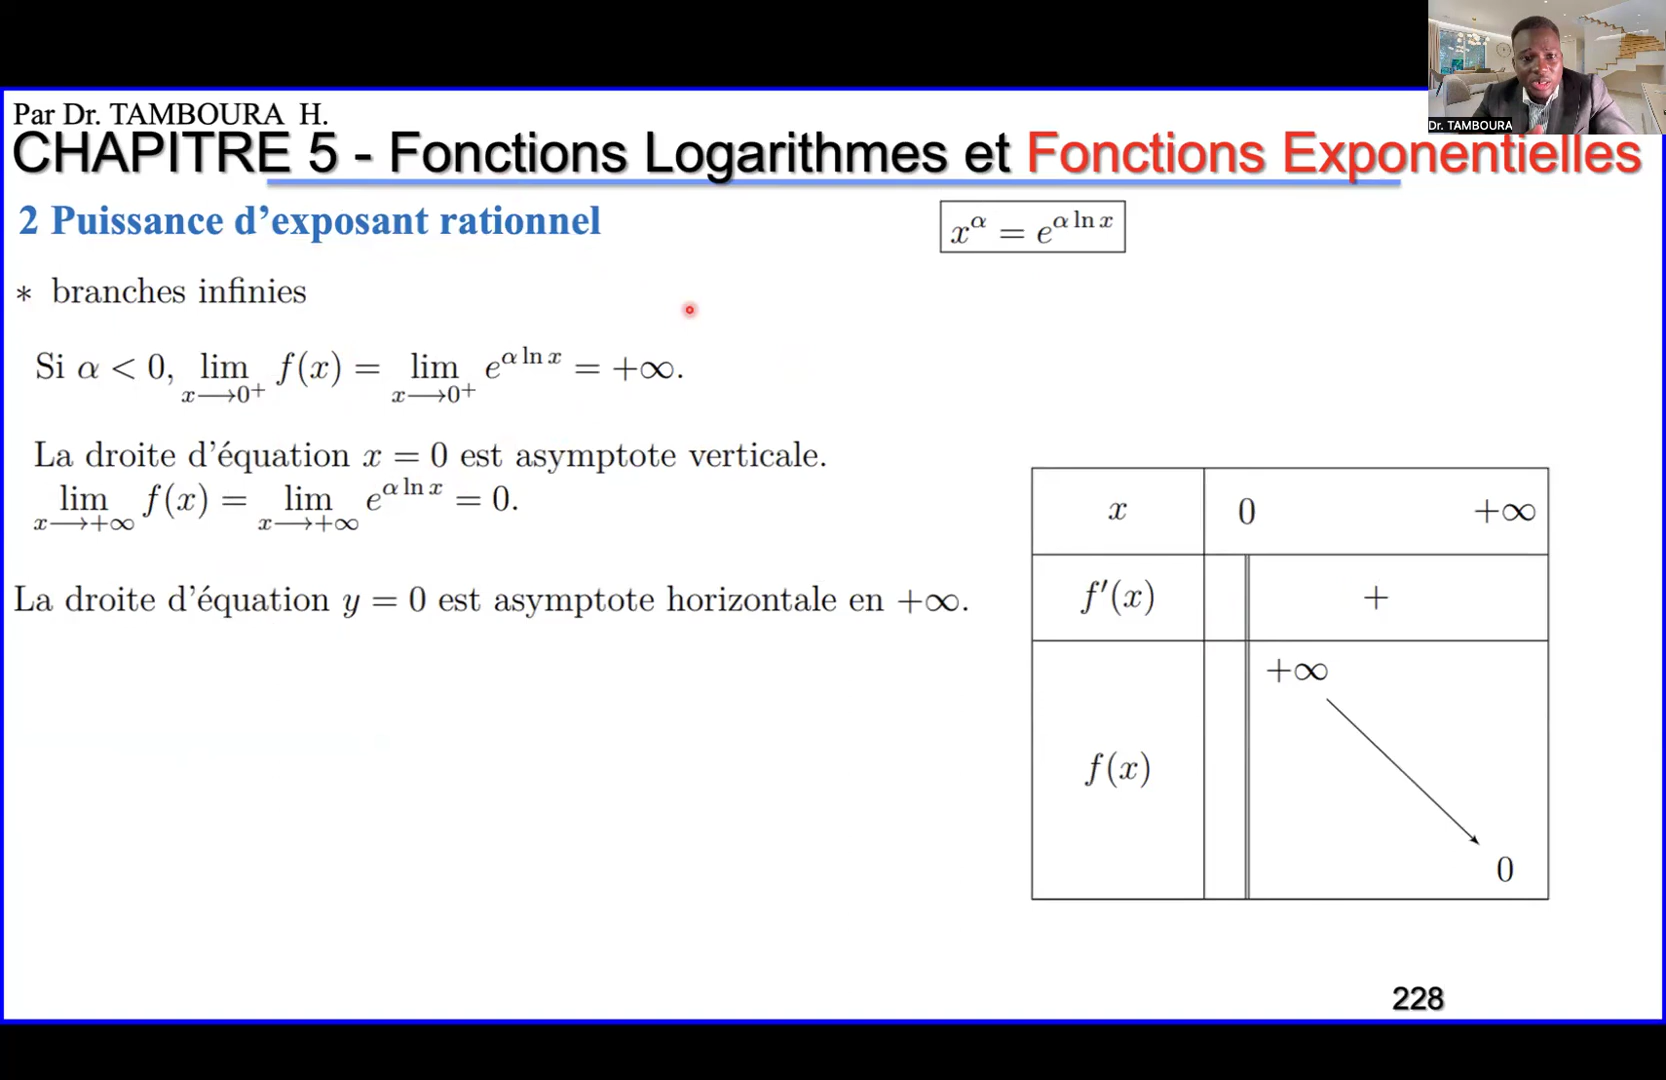 Par Dr. TAMBOURA H.
Dr. TAMBOURA
CHAPITRE 5 - Fonctions Logarithmes et Fonctions Exponentielles
2 Puissance d'exposant rationnel
x^α = e^{α ln x}
* branches infinies
Si α < 0, lim_{x⟶0⁺} f(x) = lim_{x⟶0⁺} e^{α ln x} = +∞.
La droite d'équation x = 0 est asymptote verticale.
lim_{x⟶+∞} f(x) = lim_{x⟶+∞} e^{α ln x} = 0.
La droite d'équation y = 0 est asymptote horizontale en +∞.
x 0 +∞
f′(x) +
+∞
f(x)
0
228